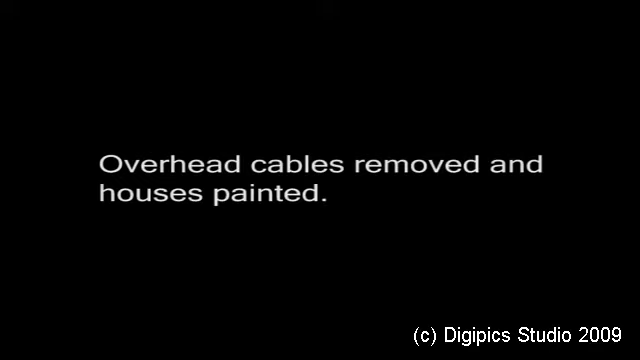 Overhead cables removed and
houses painted.
(c) Digipics Studio 2009